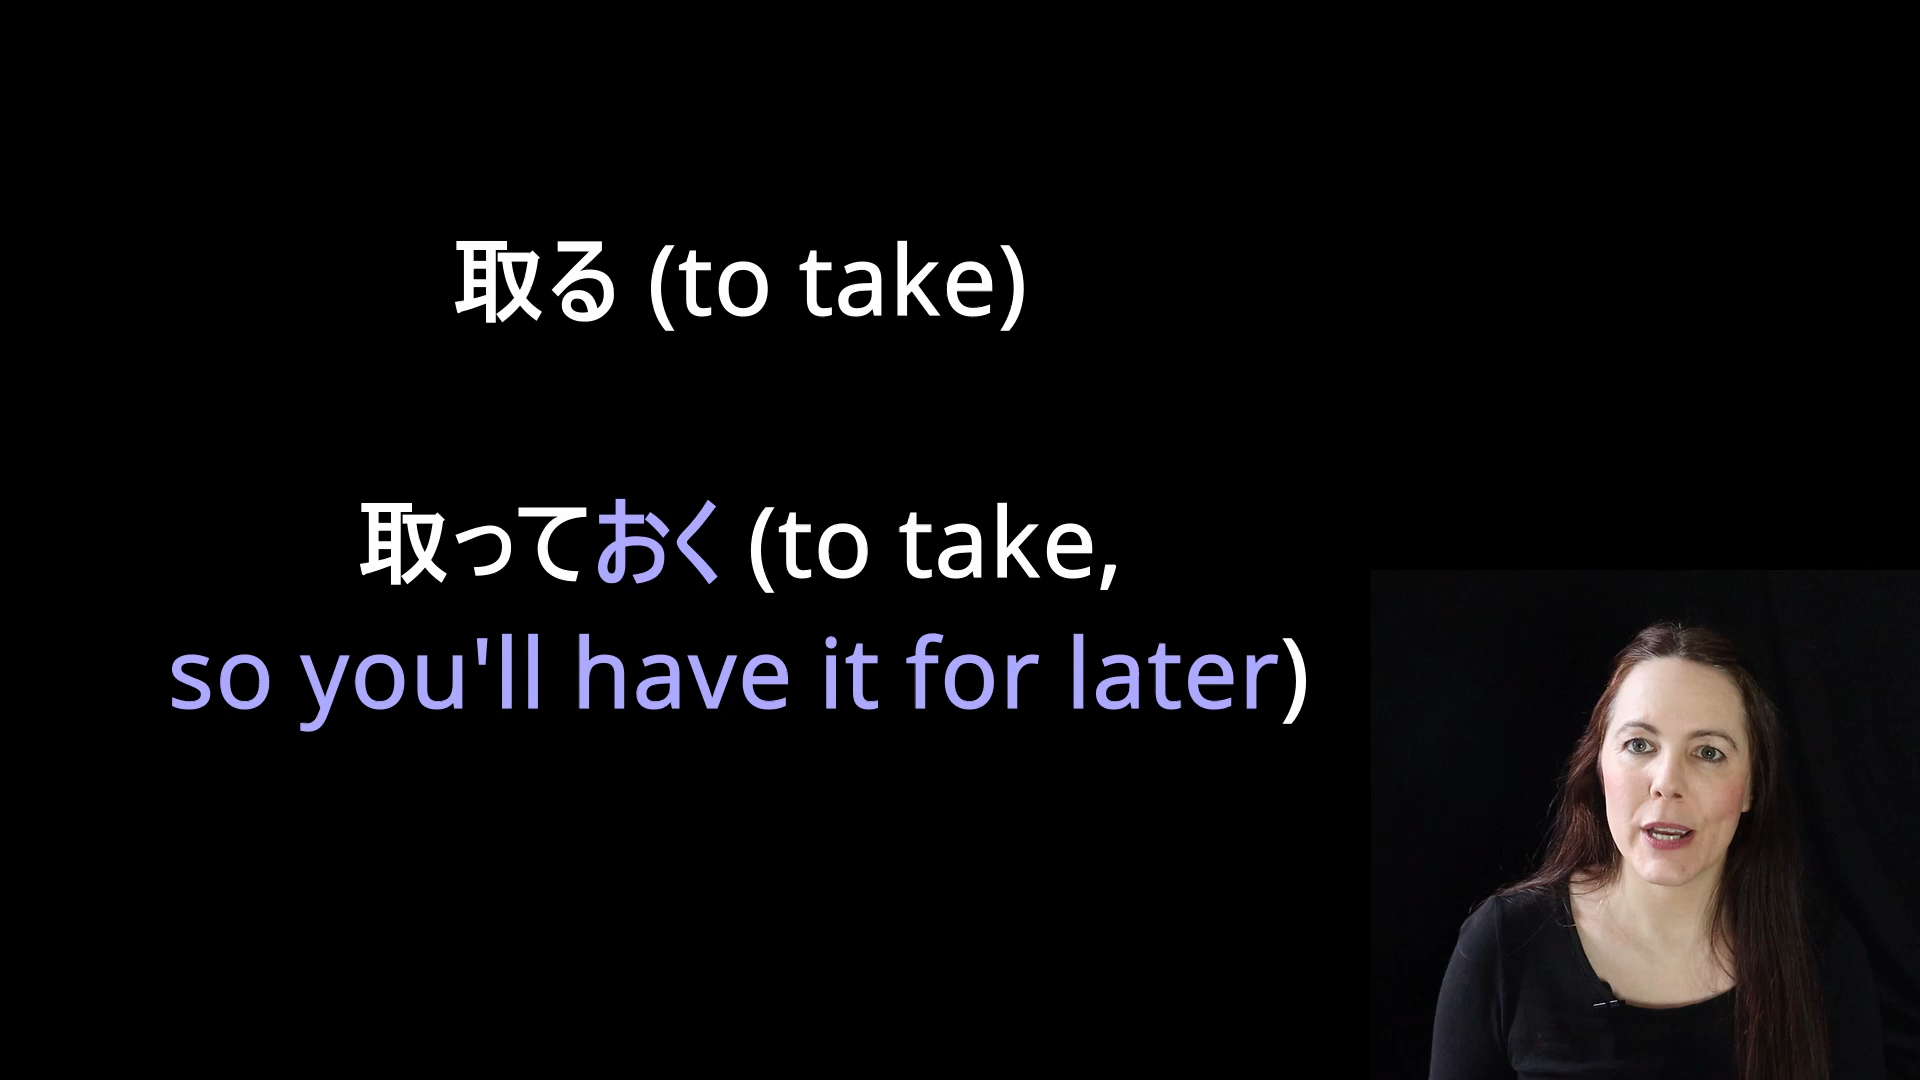 取る (to take)
取っておく (to take,
so you'll have it for later)